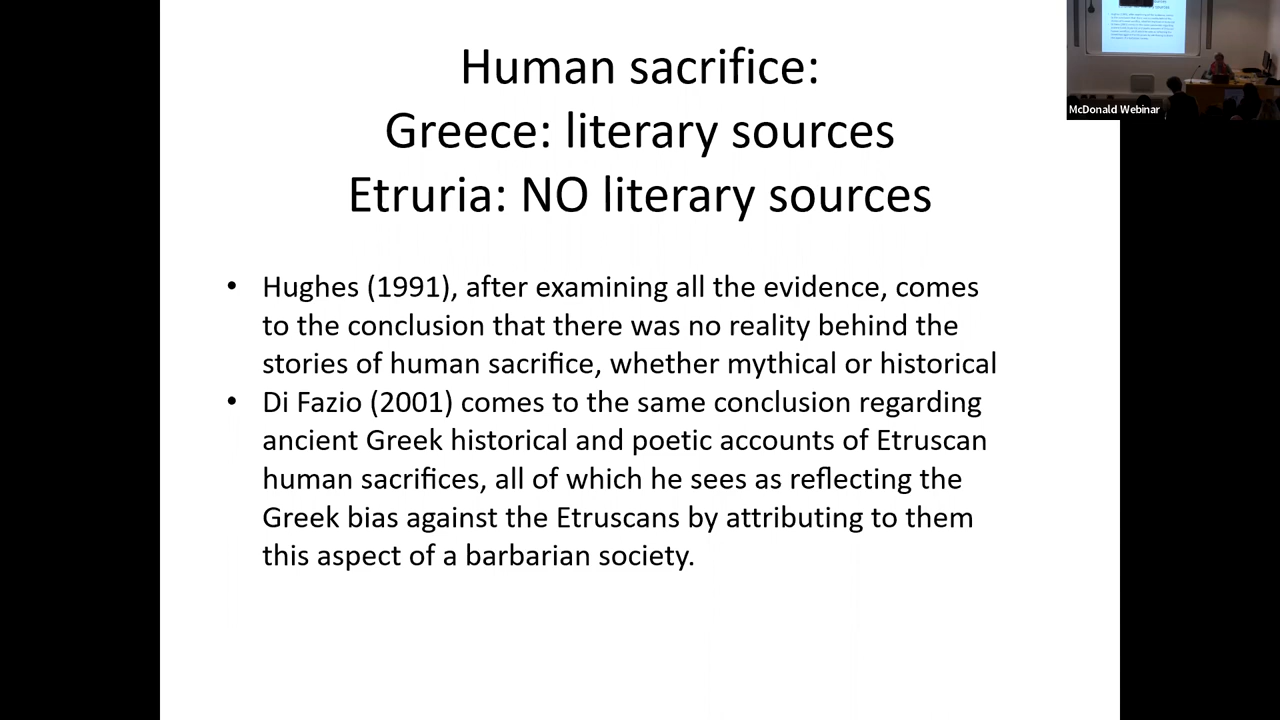 Human sacrifice:
Greece: literary sources
Etruria: NO literary sources
• Hughes (1991), after examining all the evidence, comes
to the conclusion that there was no reality behind the
stories of human sacrifice, whether mythical or historical
• Di Fazio (2001) comes to the same conclusion regarding
ancient Greek historical and poetic accounts of Etruscan
human sacrifices, all of which he sees as reflecting the
Greek bias against the Etruscans by attributing to them
this aspect of a barbarian society.
McDonald Webinar